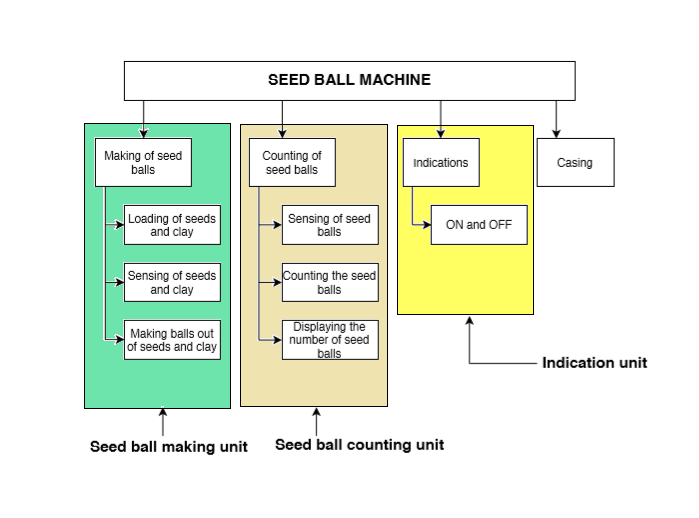 SEED BALL MACHINE
Making of seed
balls
Loading of seeds
and clay
Sensing of seeds
and clay
Making balls out
of seeds and clay
Seed ball making unit
Counting of
seed balls
Sensing of seed
balls
Counting the seed
balls
Displaying the
number of seed
balls
Seed ball counting unit
Indications
ON and OFF
Indication unit
Casing